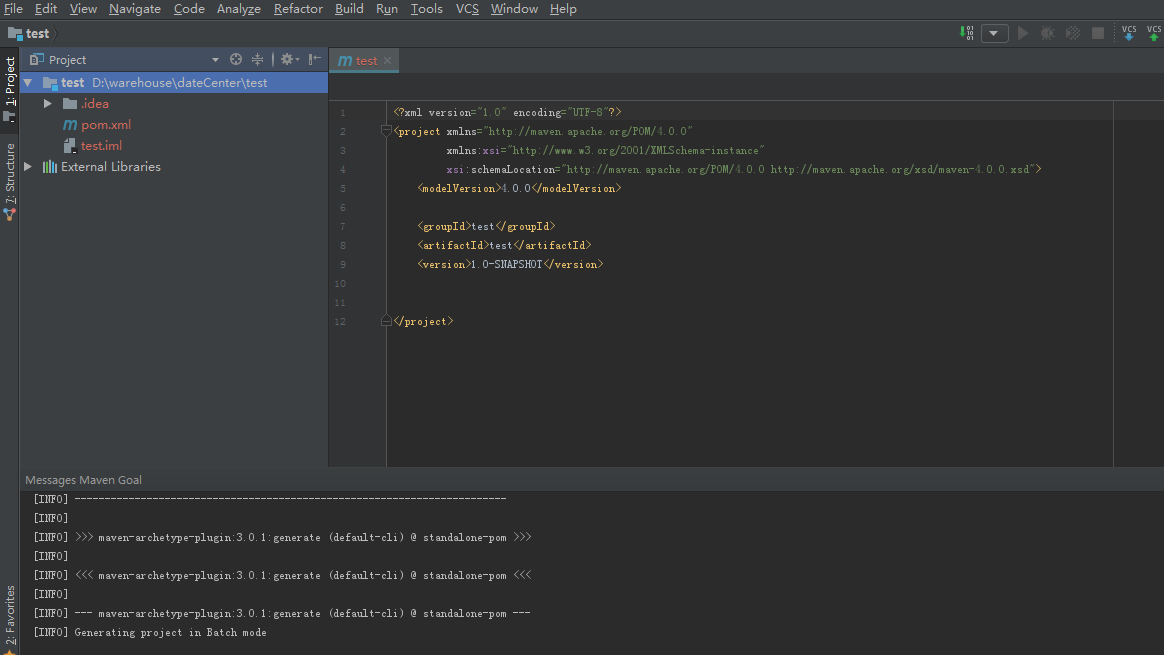 File Edit View Navigate Code Analyze Refactor Build Run Tools VCS Window Help
test
VCS VCS
1: Project
7: Structure
2: Favorites
Project
test D:\warehouse\dateCenter\test
.idea
pom.xml
test.iml
External Libraries
test
1 <?xml version="1.0" encoding="UTF-8"?>
2 <project xmlns="http://maven.apache.org/POM/4.0.0"
3 xmlns:xsi="http://www.w3.org/2001/XMLSchema-instance"
4 xsi:schemaLocation="http://maven.apache.org/POM/4.0.0 http://maven.apache.org/xsd/maven-4.0.0.xsd">
5 <modelVersion>4.0.0</modelVersion>
6
7 <groupId>test</groupId>
8 <artifactId>test</artifactId>
9 <version>1.0-SNAPSHOT</version>
10
11
12 </project>
Messages Maven Goal
[INFO] ------------------------------------------------------------------------
[INFO]
[INFO] >>> maven-archetype-plugin:3.0.1:generate (default-cli) @ standalone-pom >>>
[INFO]
[INFO] <<< maven-archetype-plugin:3.0.1:generate (default-cli) @ standalone-pom <<<
[INFO]
[INFO] --- maven-archetype-plugin:3.0.1:generate (default-cli) @ standalone-pom ---
[INFO] Generating project in Batch mode